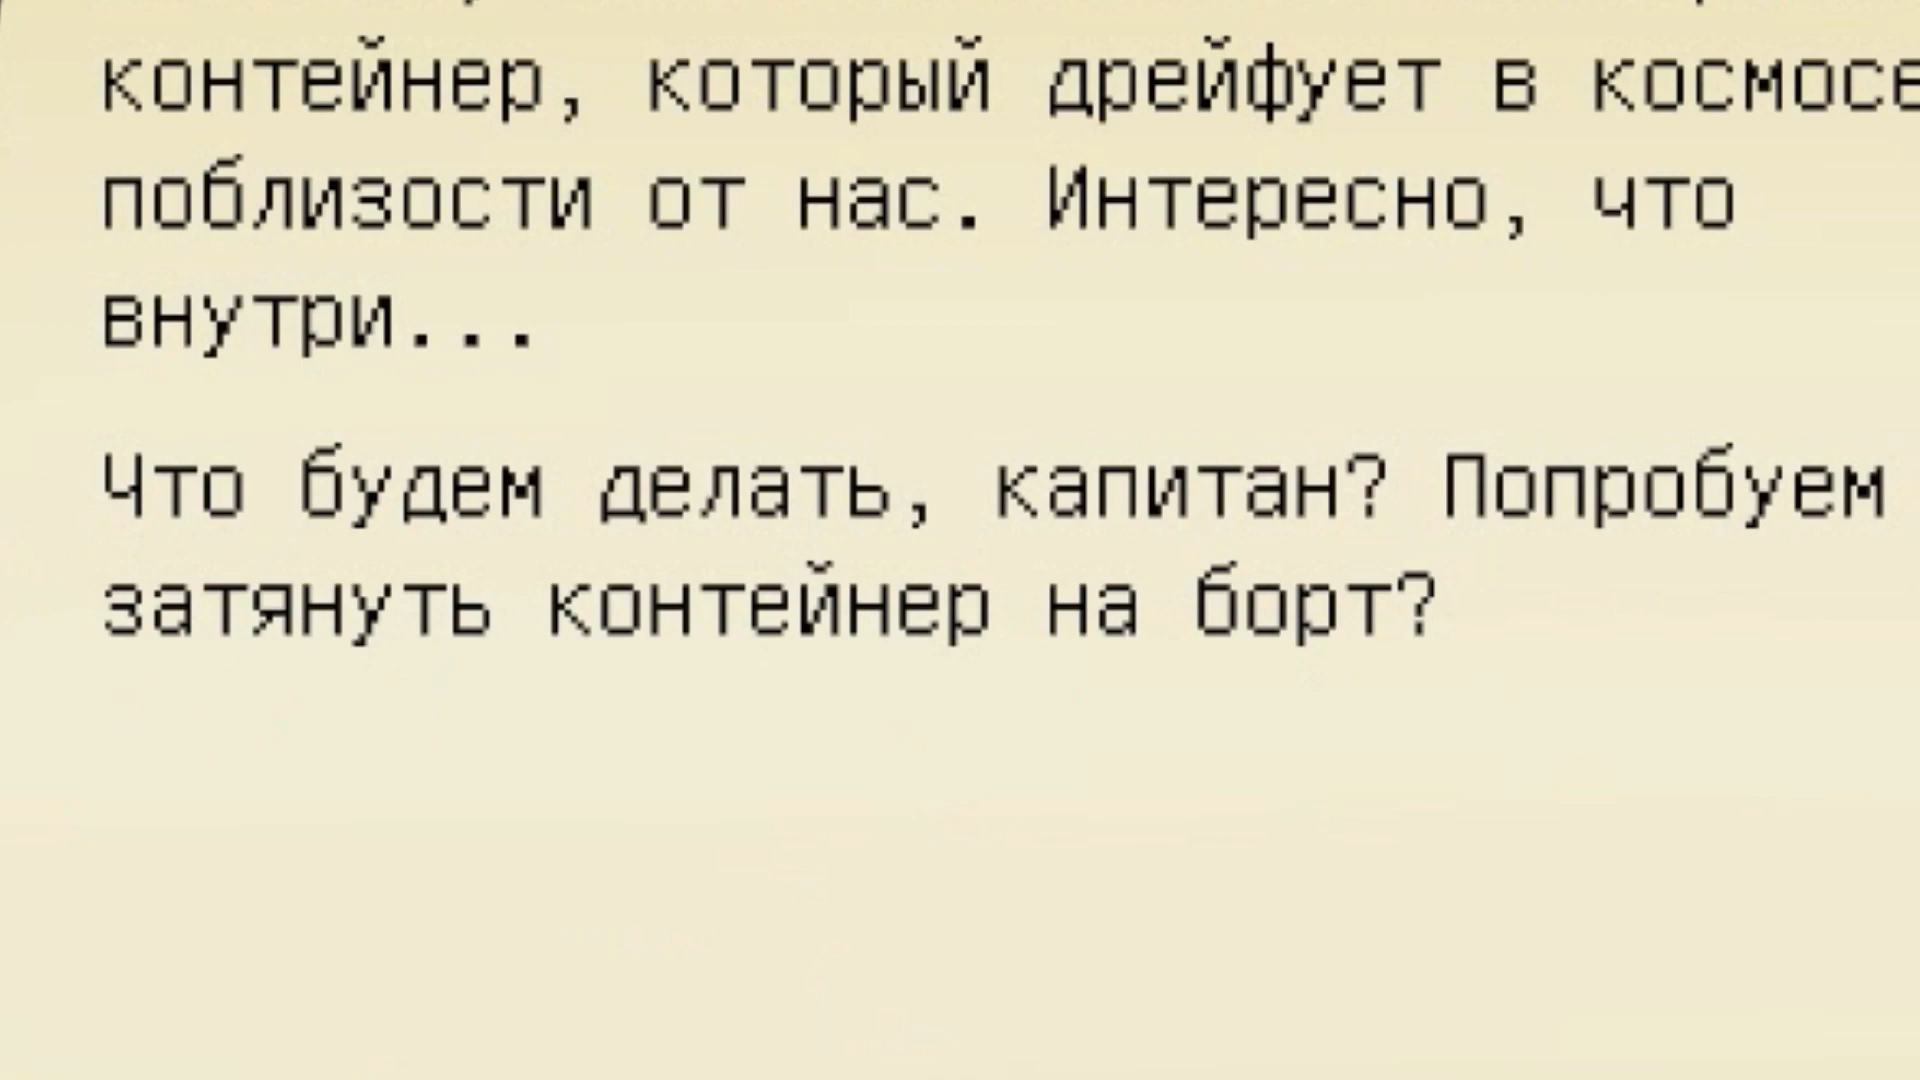 контейнер, который дрейфует в космосе
поблизости от нас. Интересно, что
внутри...
Что будем делать, капитан? Попробуем
затянуть контейнер на борт?